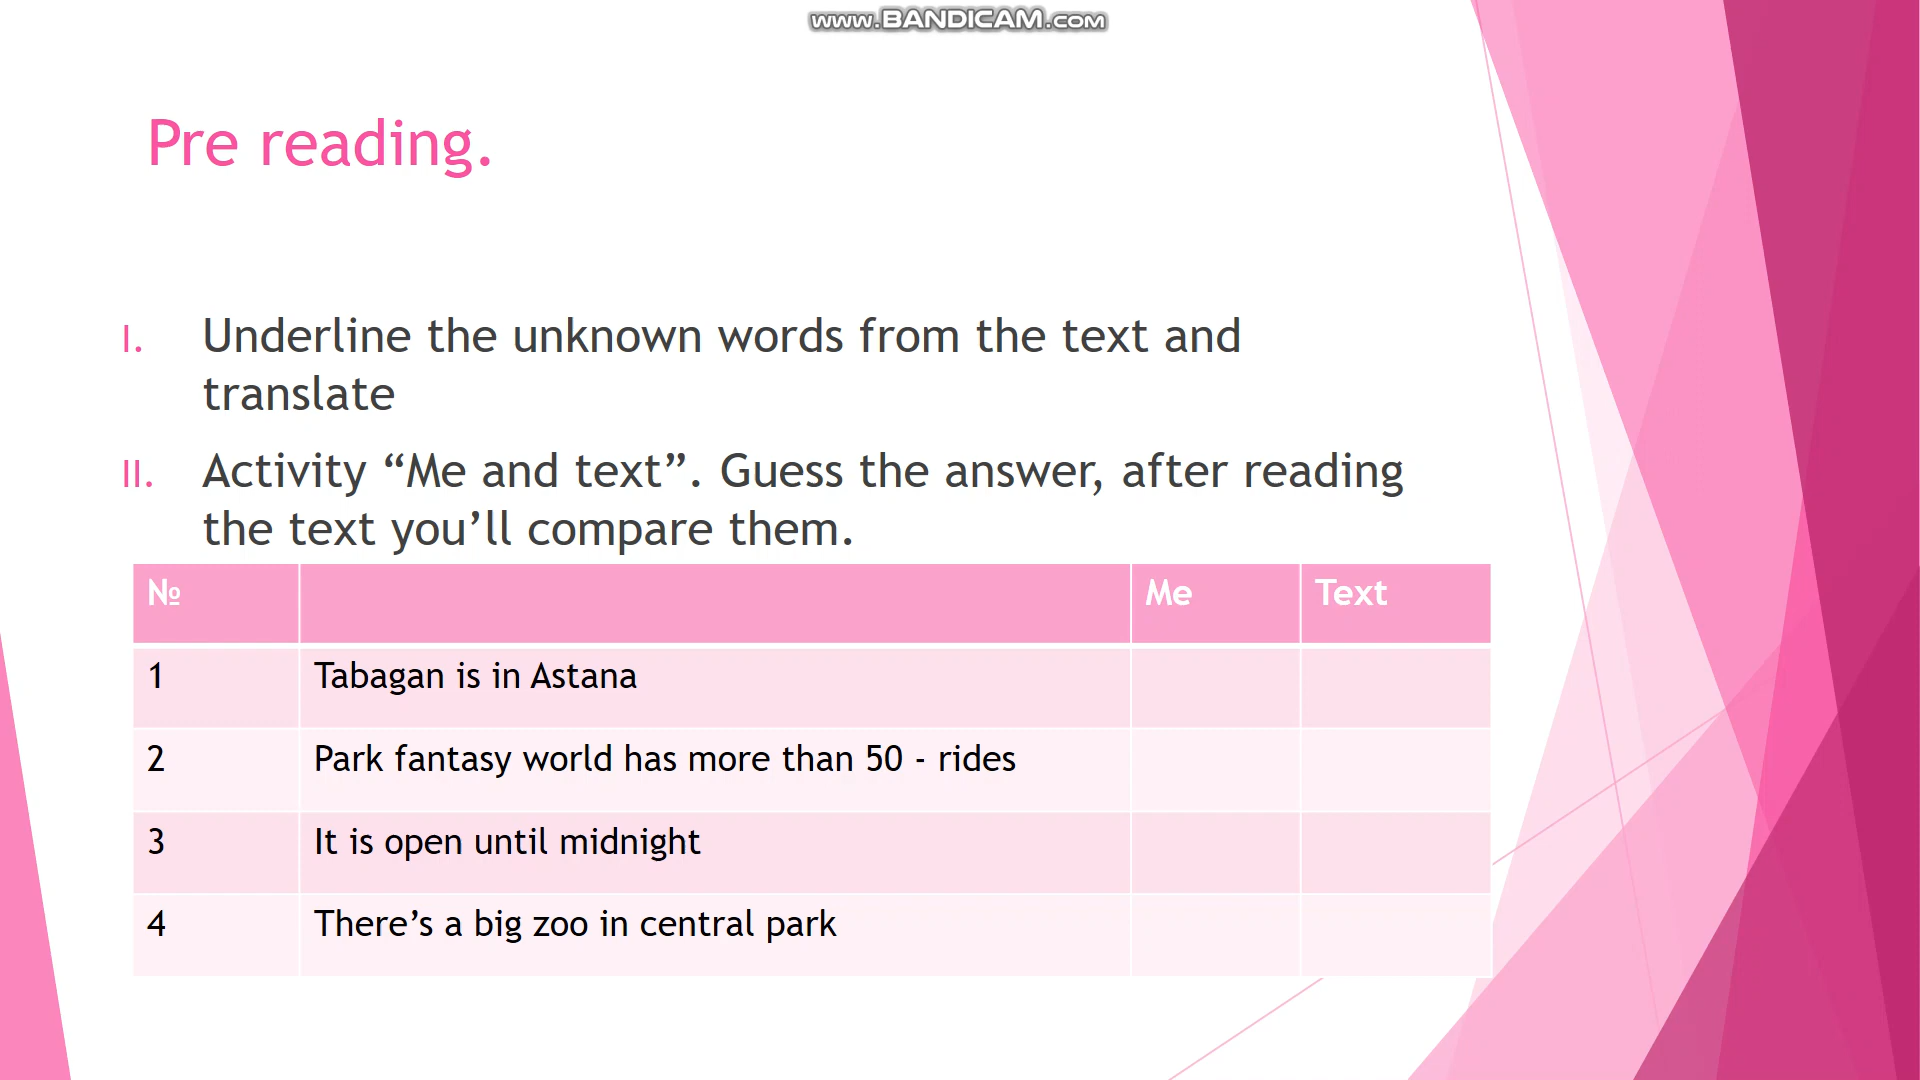 www.BANDICAM.com
Pre reading.
I. Underline the unknown words from the text and
translate
II. Activity “Me and text”. Guess the answer, after reading
the text you’ll compare them.
№ Me Text
1 Tabagan is in Astana
2 Park fantasy world has more than 50 - rides
3 It is open until midnight
4 There’s a big zoo in central park